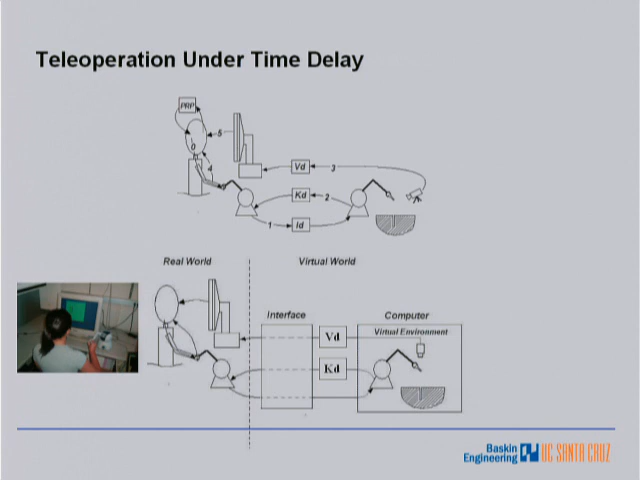 Teleoperation Under Time Delay
PRP
0
5
4
Vd
3
Kd
2
1
Id
Real World
Virtual World
Interface
Computer
Virtual Environment
Vd
Kd
Baskin
Engineering
UC SANTA CRUZ